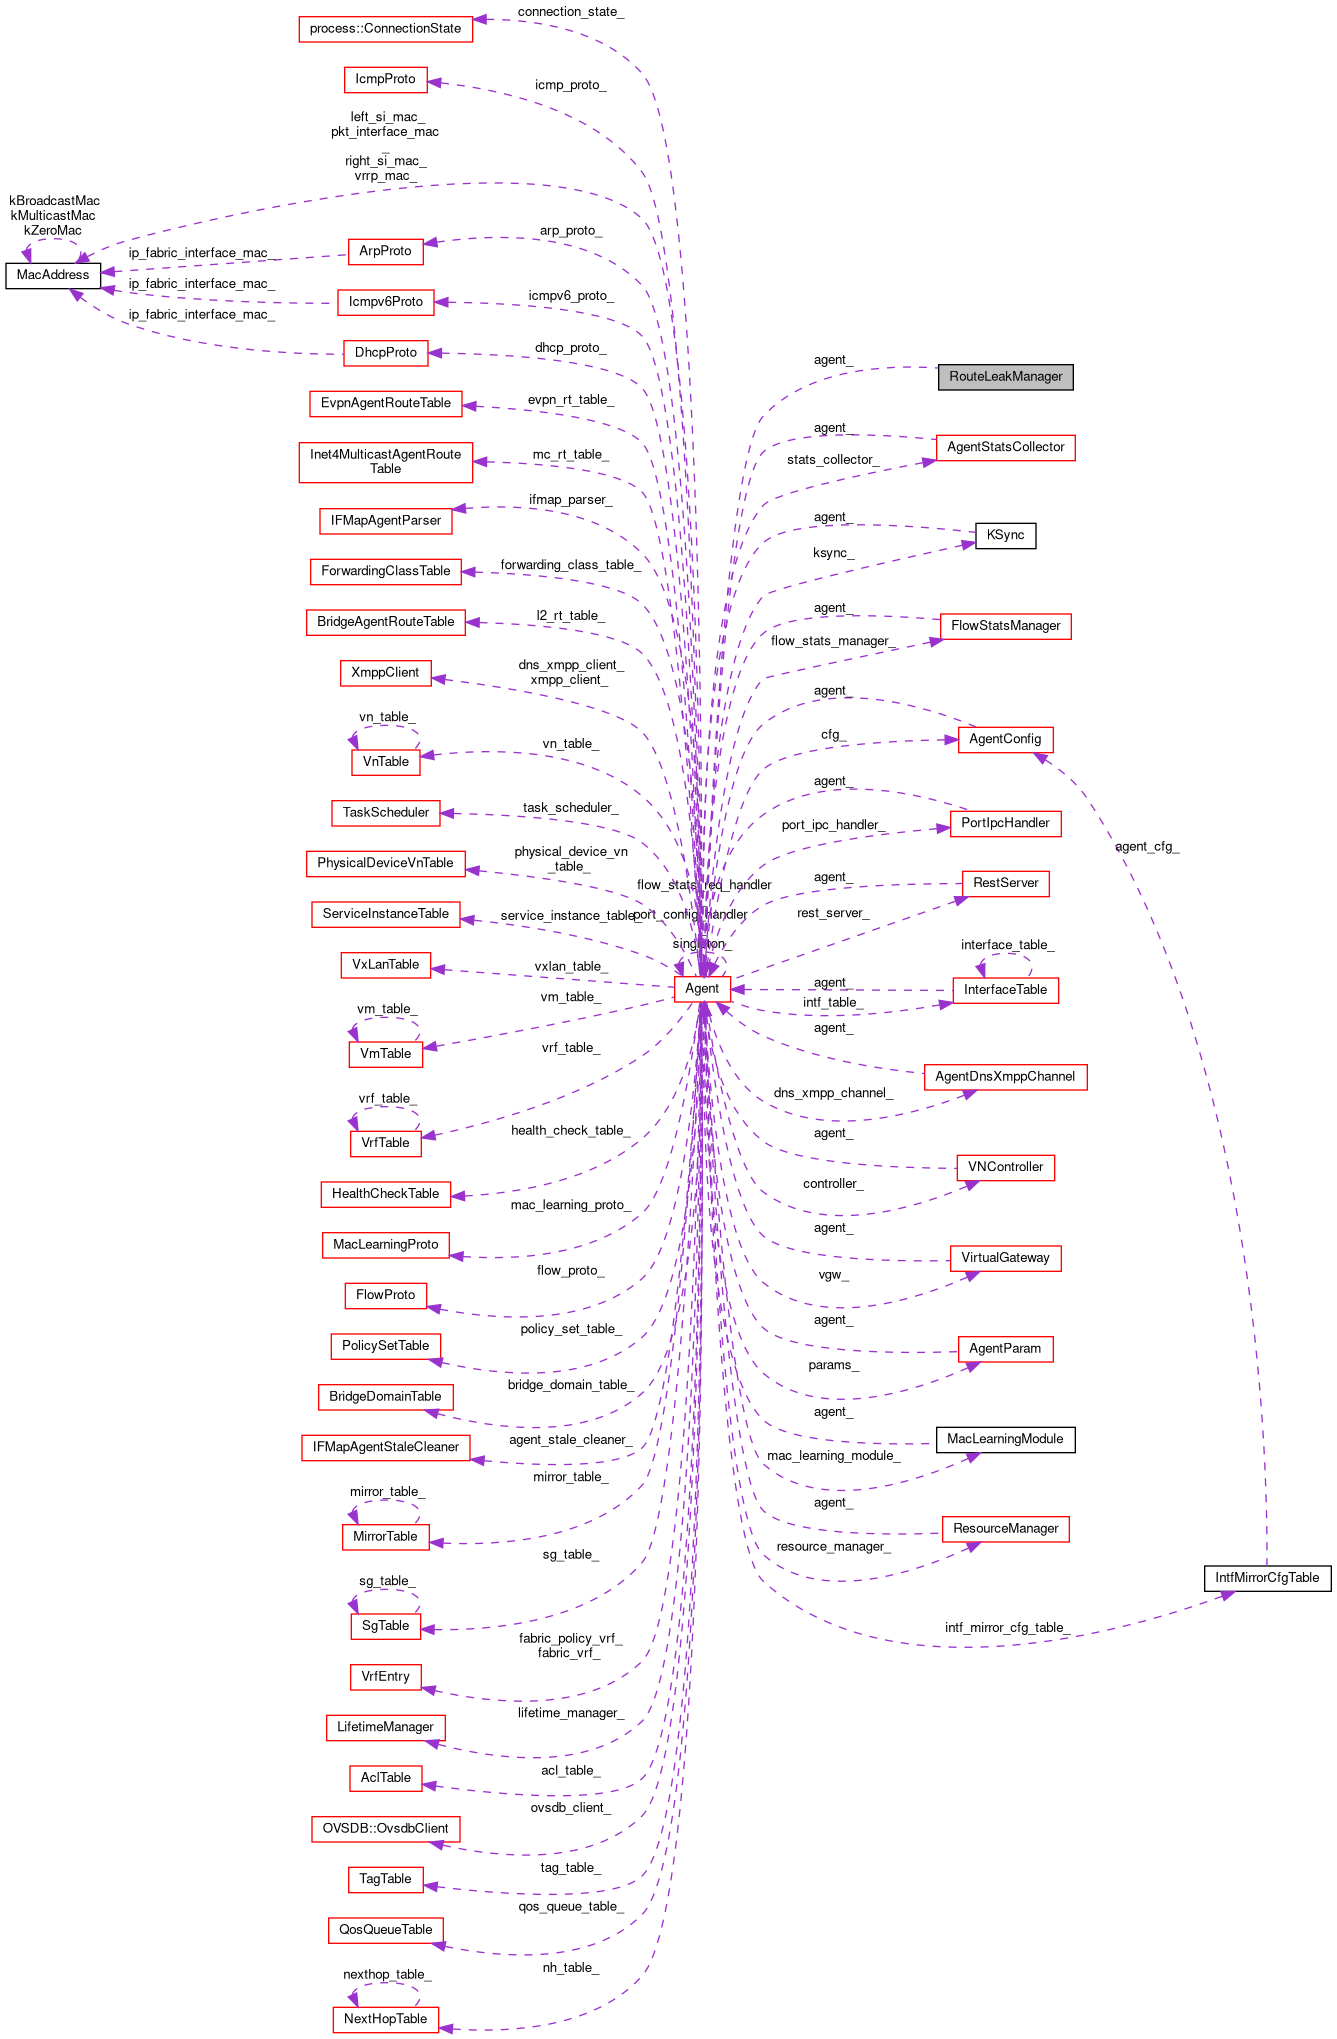 connection_state_
process::ConnectionState
IcmpProto
icmp_proto_
left_si_mac_
pkt_interface_mac
_
right_si_mac_
vrrp_mac_
kBroadcastMac
kMulticastMac
kZeroMac
MacAddress
ip_fabric_interface_mac_
ArpProto
arp_proto_
ip_fabric_interface_mac_
Icmpv6Proto
icmpv6_proto_
ip_fabric_interface_mac_
DhcpProto
dhcp_proto_
EvpnAgentRouteTable
evpn_rt_table_
Inet4MulticastAgentRoute
Table
mc_rt_table_
IFMapAgentParser
ifmap_parser_
ForwardingClassTable
forwarding_class_table_
BridgeAgentRouteTable
l2_rt_table_
XmppClient
dns_xmpp_client_
xmpp_client_
vn_table_
VnTable
vn_table_
TaskScheduler
task_scheduler_
PhysicalDeviceVnTable
physical_device_vn
_table_
ServiceInstanceTable
service_instance_table_
VxLanTable
vxlan_table_
vm_table_
VmTable
vm_table_
vrf_table_
VrfTable
vrf_table_
HealthCheckTable
health_check_table_
MacLearningProto
mac_learning_proto_
FlowProto
flow_proto_
PolicySetTable
policy_set_table_
BridgeDomainTable
bridge_domain_table_
IFMapAgentStaleCleaner
agent_stale_cleaner_
mirror_table_
MirrorTable
mirror_table_
sg_table_
SgTable
sg_table_
VrfEntry
fabric_policy_vrf_
fabric_vrf_
LifetimeManager
lifetime_manager_
AclTable
acl_table_
OVSDB::OvsdbClient
ovsdb_client_
TagTable
tag_table_
QosQueueTable
qos_queue_table_
nexthop_table_
NextHopTable
nh_table_
flow_stats_req_handler
_
port_config_handler
_
singleton_
Agent
agent_
RouteLeakManager
agent_
stats_collector_
AgentStatsCollector
agent_
ksync_
KSync
agent_
flow_stats_manager_
FlowStatsManager
agent_
cfg_
AgentConfig
agent_
port_ipc_handler_
PortIpcHandler
agent_
rest_server_
RestServer
interface_table_
agent_
intf_table_
InterfaceTable
agent_
dns_xmpp_channel_
AgentDnsXmppChannel
agent_
controller_
VNController
agent_
vgw_
VirtualGateway
agent_
params_
AgentParam
agent_
mac_learning_module_
MacLearningModule
agent_
resource_manager_
ResourceManager
intf_mirror_cfg_table_
IntfMirrorCfgTable
agent_cfg_